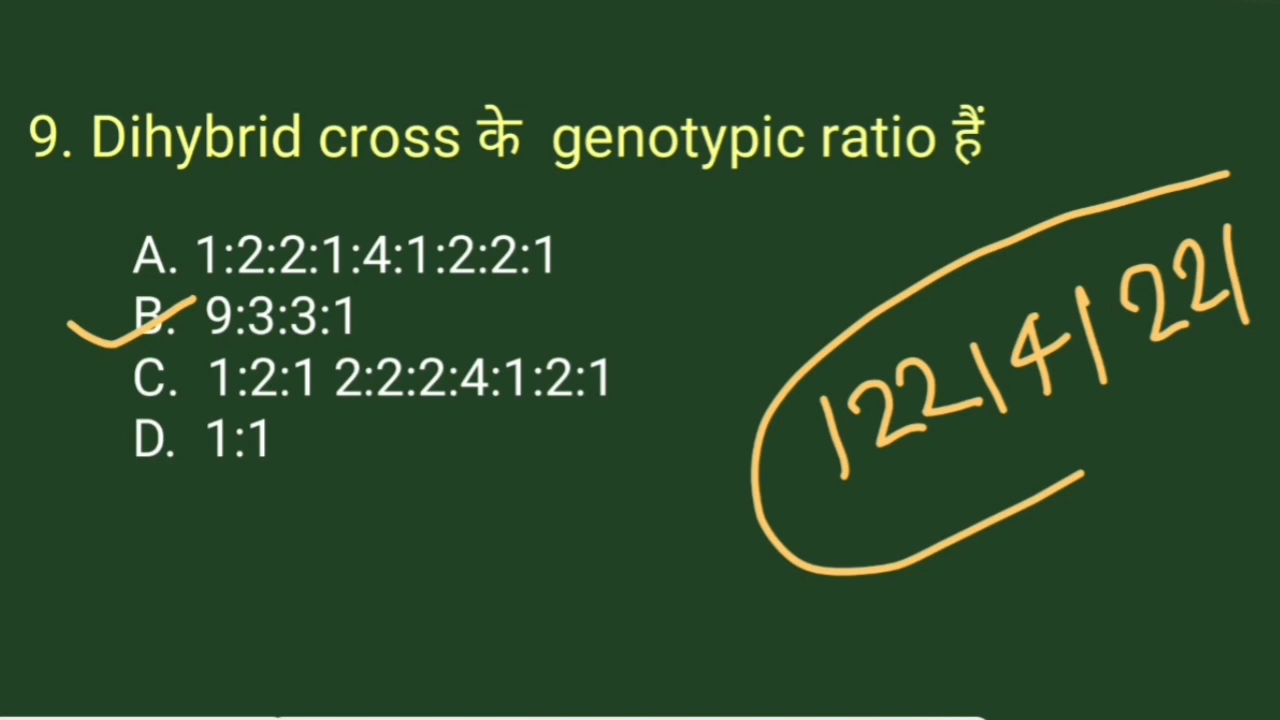 9. Dihybrid cross के genotypic ratio हैं
A. 1:2:2:1:4:1:2:2:1
B. 9:3:3:1
C. 1:2:1 2:2:2:4:1:2:1
D. 1:1
122141221